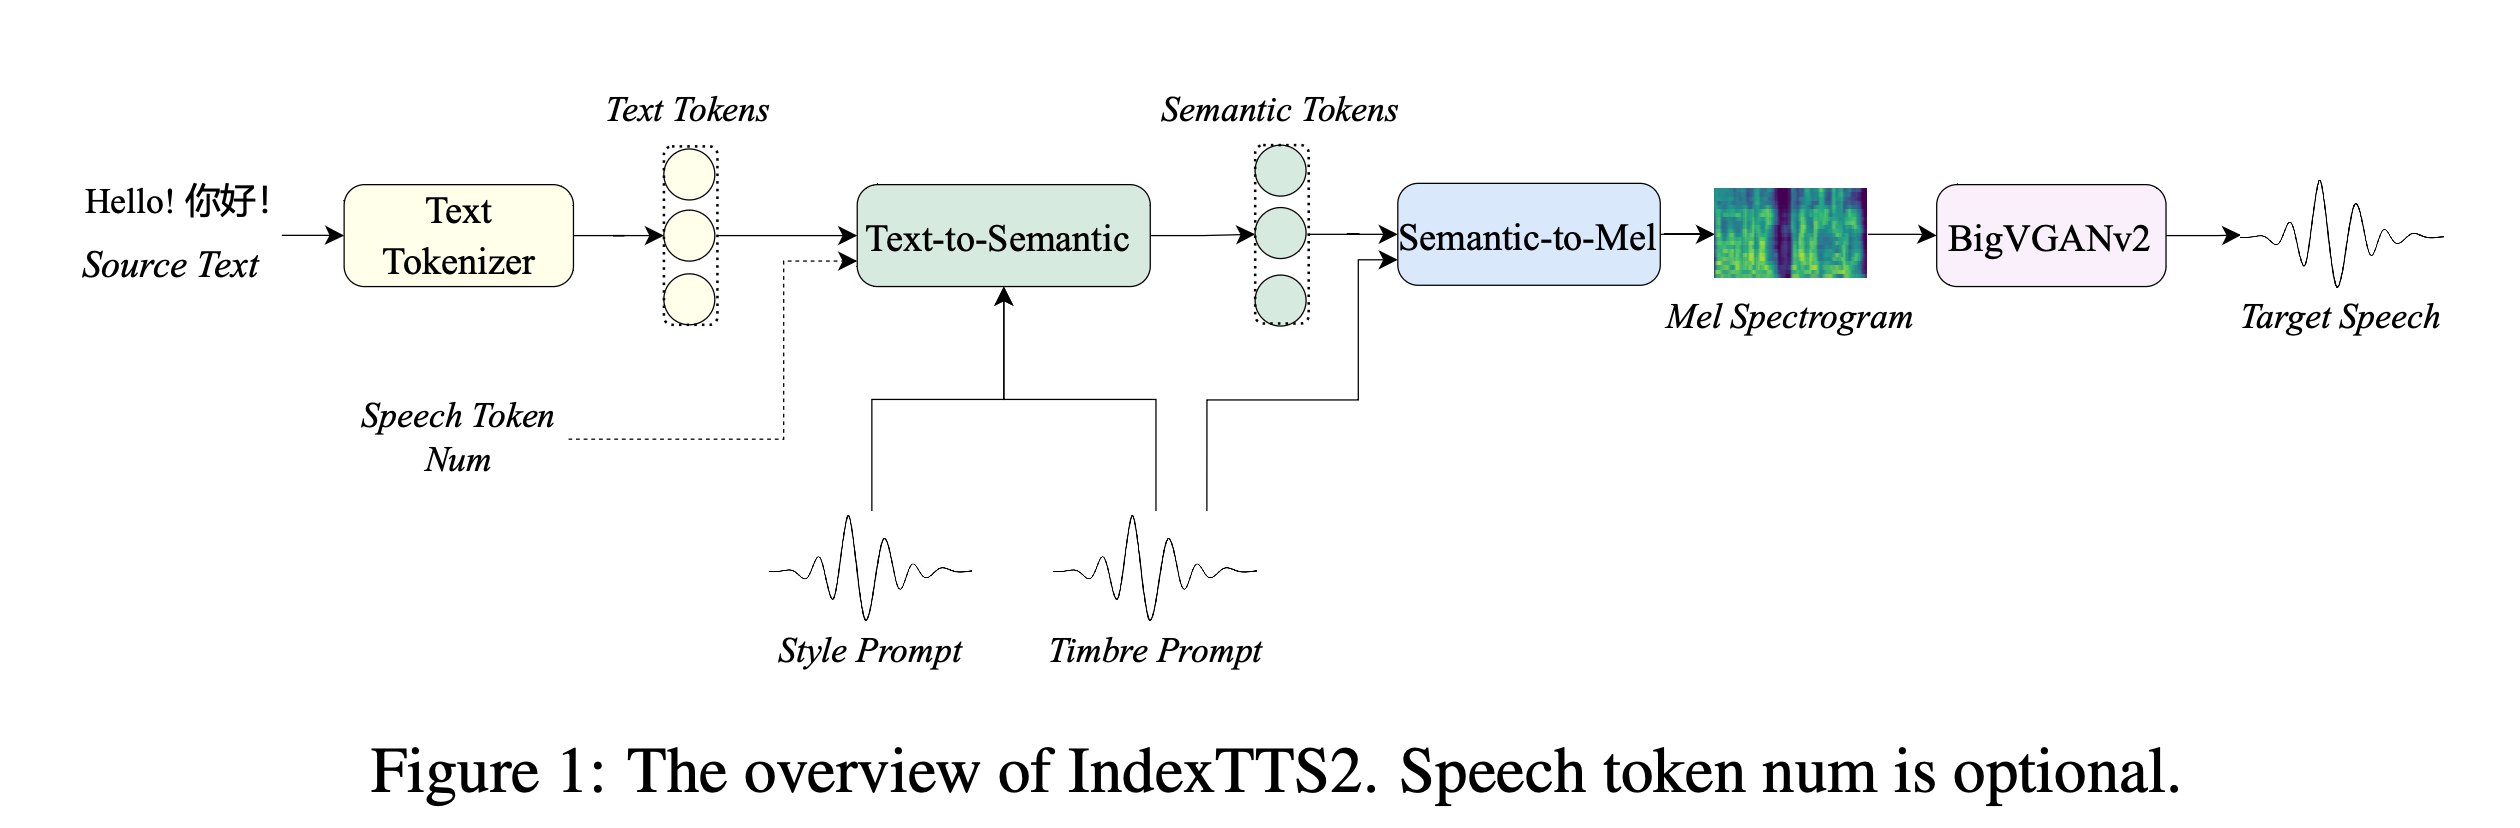 Text Tokens
Semantic Tokens
Hello! 你好!
Source Text
Text
Tokenizer
Text-to-Semantic
Semantic-to-Mel
BigVGANv2
Mel Spectrogram
Target Speech
Speech Token
Num
Style Prompt
Timbre Prompt
Figure 1: The overview of IndexTTS2. Speech token num is optional.